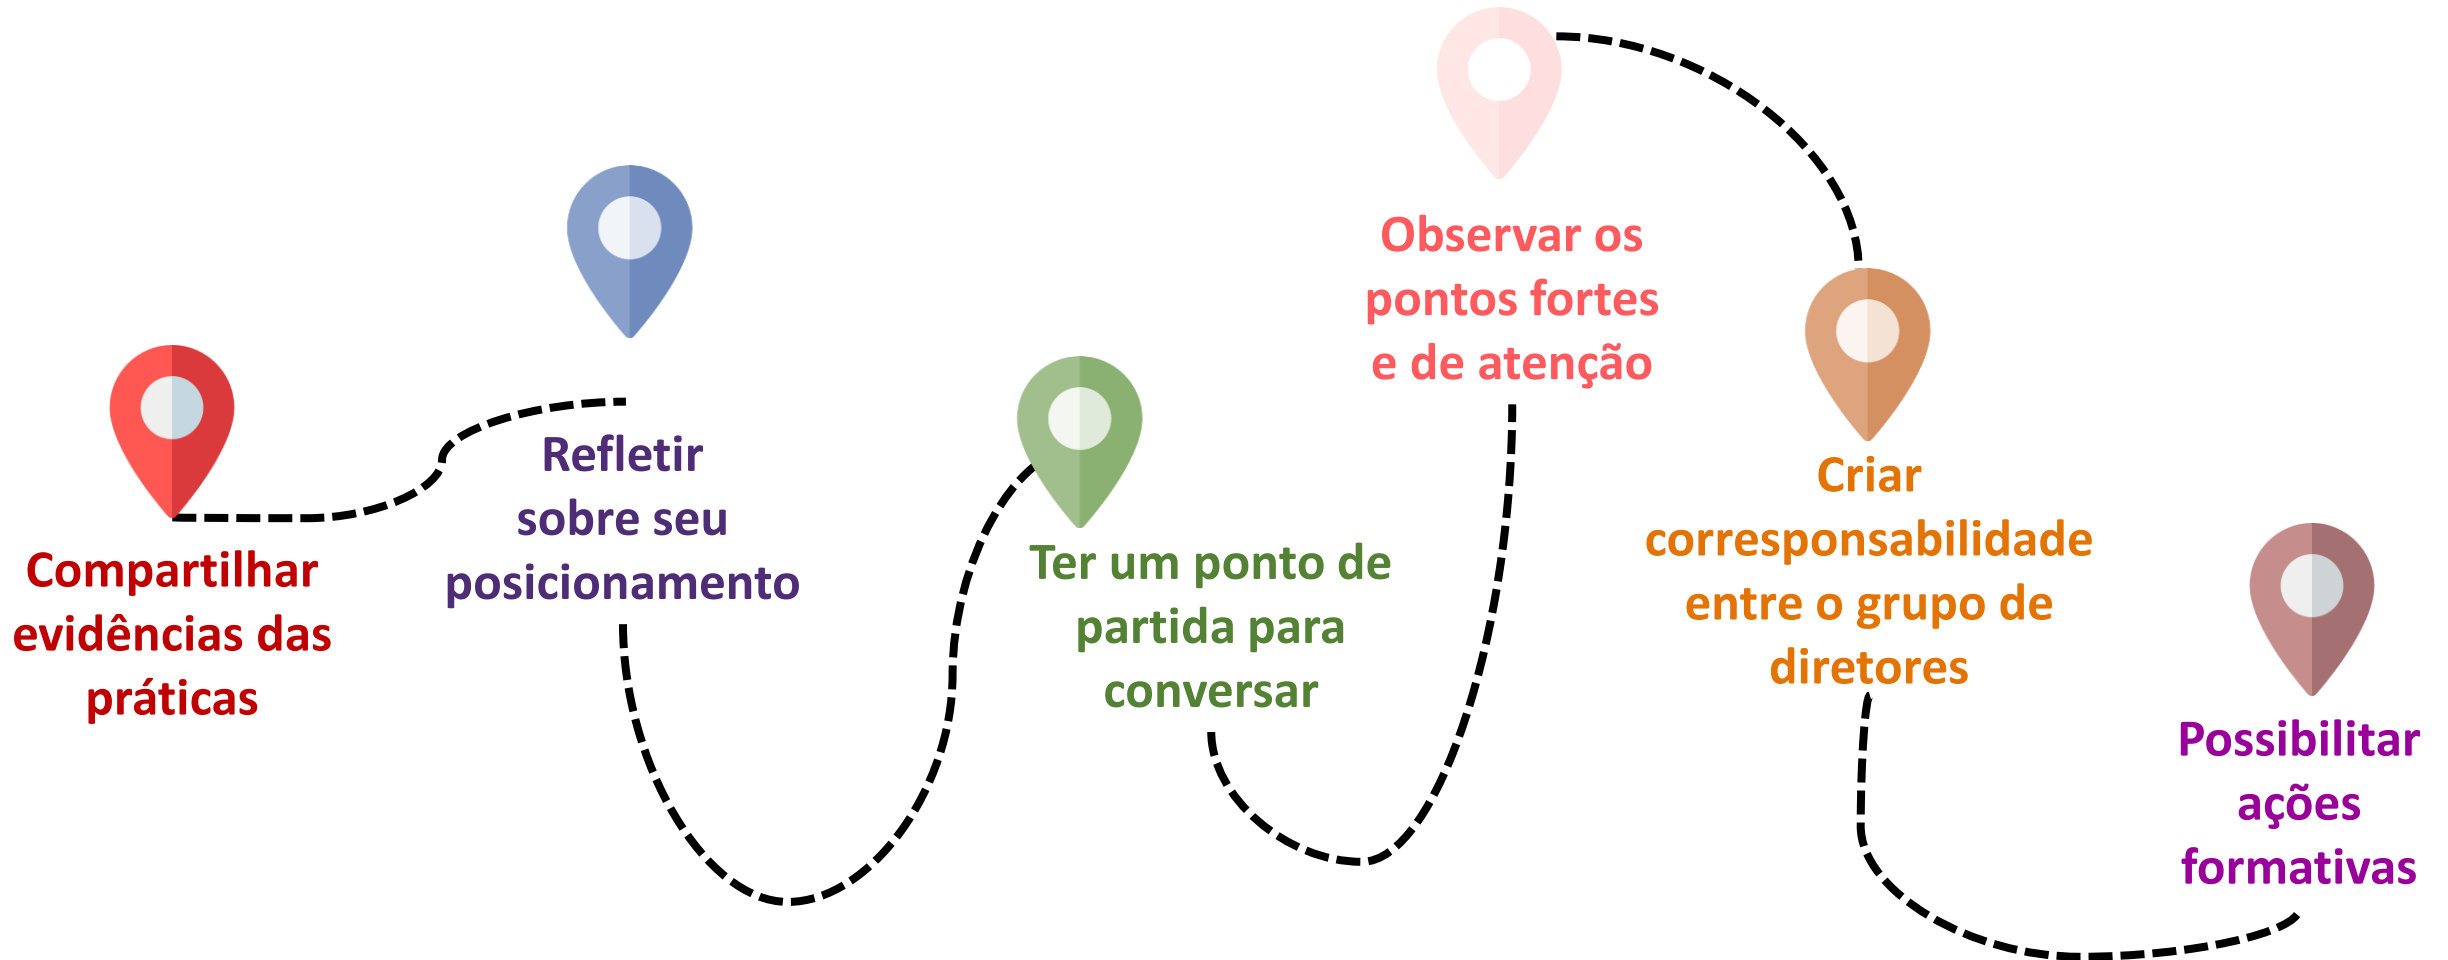 Compartilhar
evidências das
práticas
Refletir
sobre seu
posicionamento
Ter um ponto de
partida para
conversar
Observar os
pontos fortes
e de atenção
Criar
corresponsabilidade
entre o grupo de
diretores
Possibilitar
ações
formativas